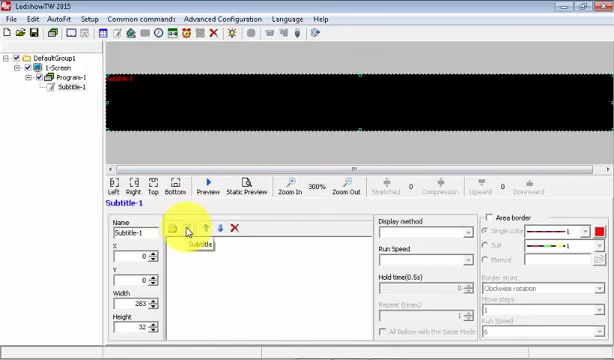 LedshowTW 2015
File Edit AutoFit Setup Common commands Advanced Configuration Language Help
DefaultGroup1
1-Screen
Program-1
Subtitle-1
Subtitle-1
Left Right Top Bottom Preview Static Preview Zoom In 300% Zoom Out Stretched 0 Compression 0 Upward 0 Downward
Subtitle-1
Name
Subtitle-1
X
0
Y
0
Width
283
Height
32
Subtitle
Display method
Run Speed
Hold time(0.5s)
0
Repeat (times)
1
All Below with the Same Mode
Area border
Single color 1
Suit 1
Manual
Border stunt
Clockwise rotation
Move steps
1
Run Speed
6